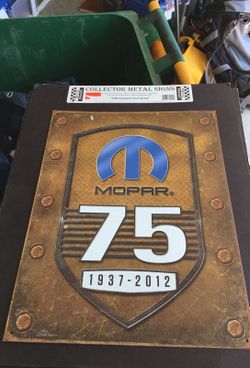 COLLECTOR METAL SIGNS
MOPAR®
75
1937-2012